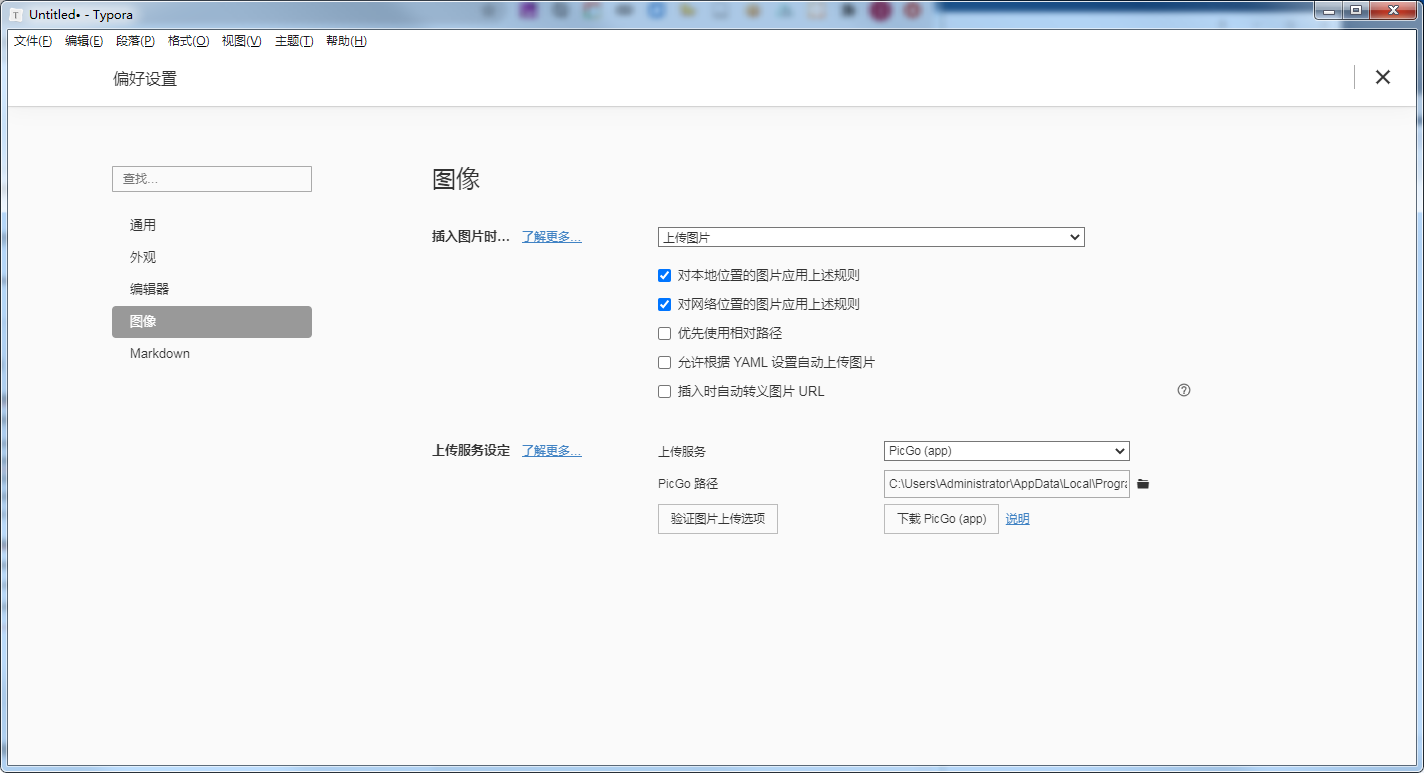 Untitled• - Typora
文件(F) 编辑(E) 段落(P) 格式(O) 视图(V) 主题(T) 帮助(H)
偏好设置
查找...
通用
外观
编辑器
图像
Markdown
图像
插入图片时... 了解更多... 上传图片
对本地位置的图片应用上述规则
对网络位置的图片应用上述规则
优先使用相对路径
允许根据 YAML 设置自动上传图片
插入时自动转义图片 URL
上传服务设定 了解更多... 上传服务 PicGo (app)
PicGo 路径 C:\Users\Administrator\AppData\Local\Progra
验证图片上传选项 下载 PicGo (app) 说明